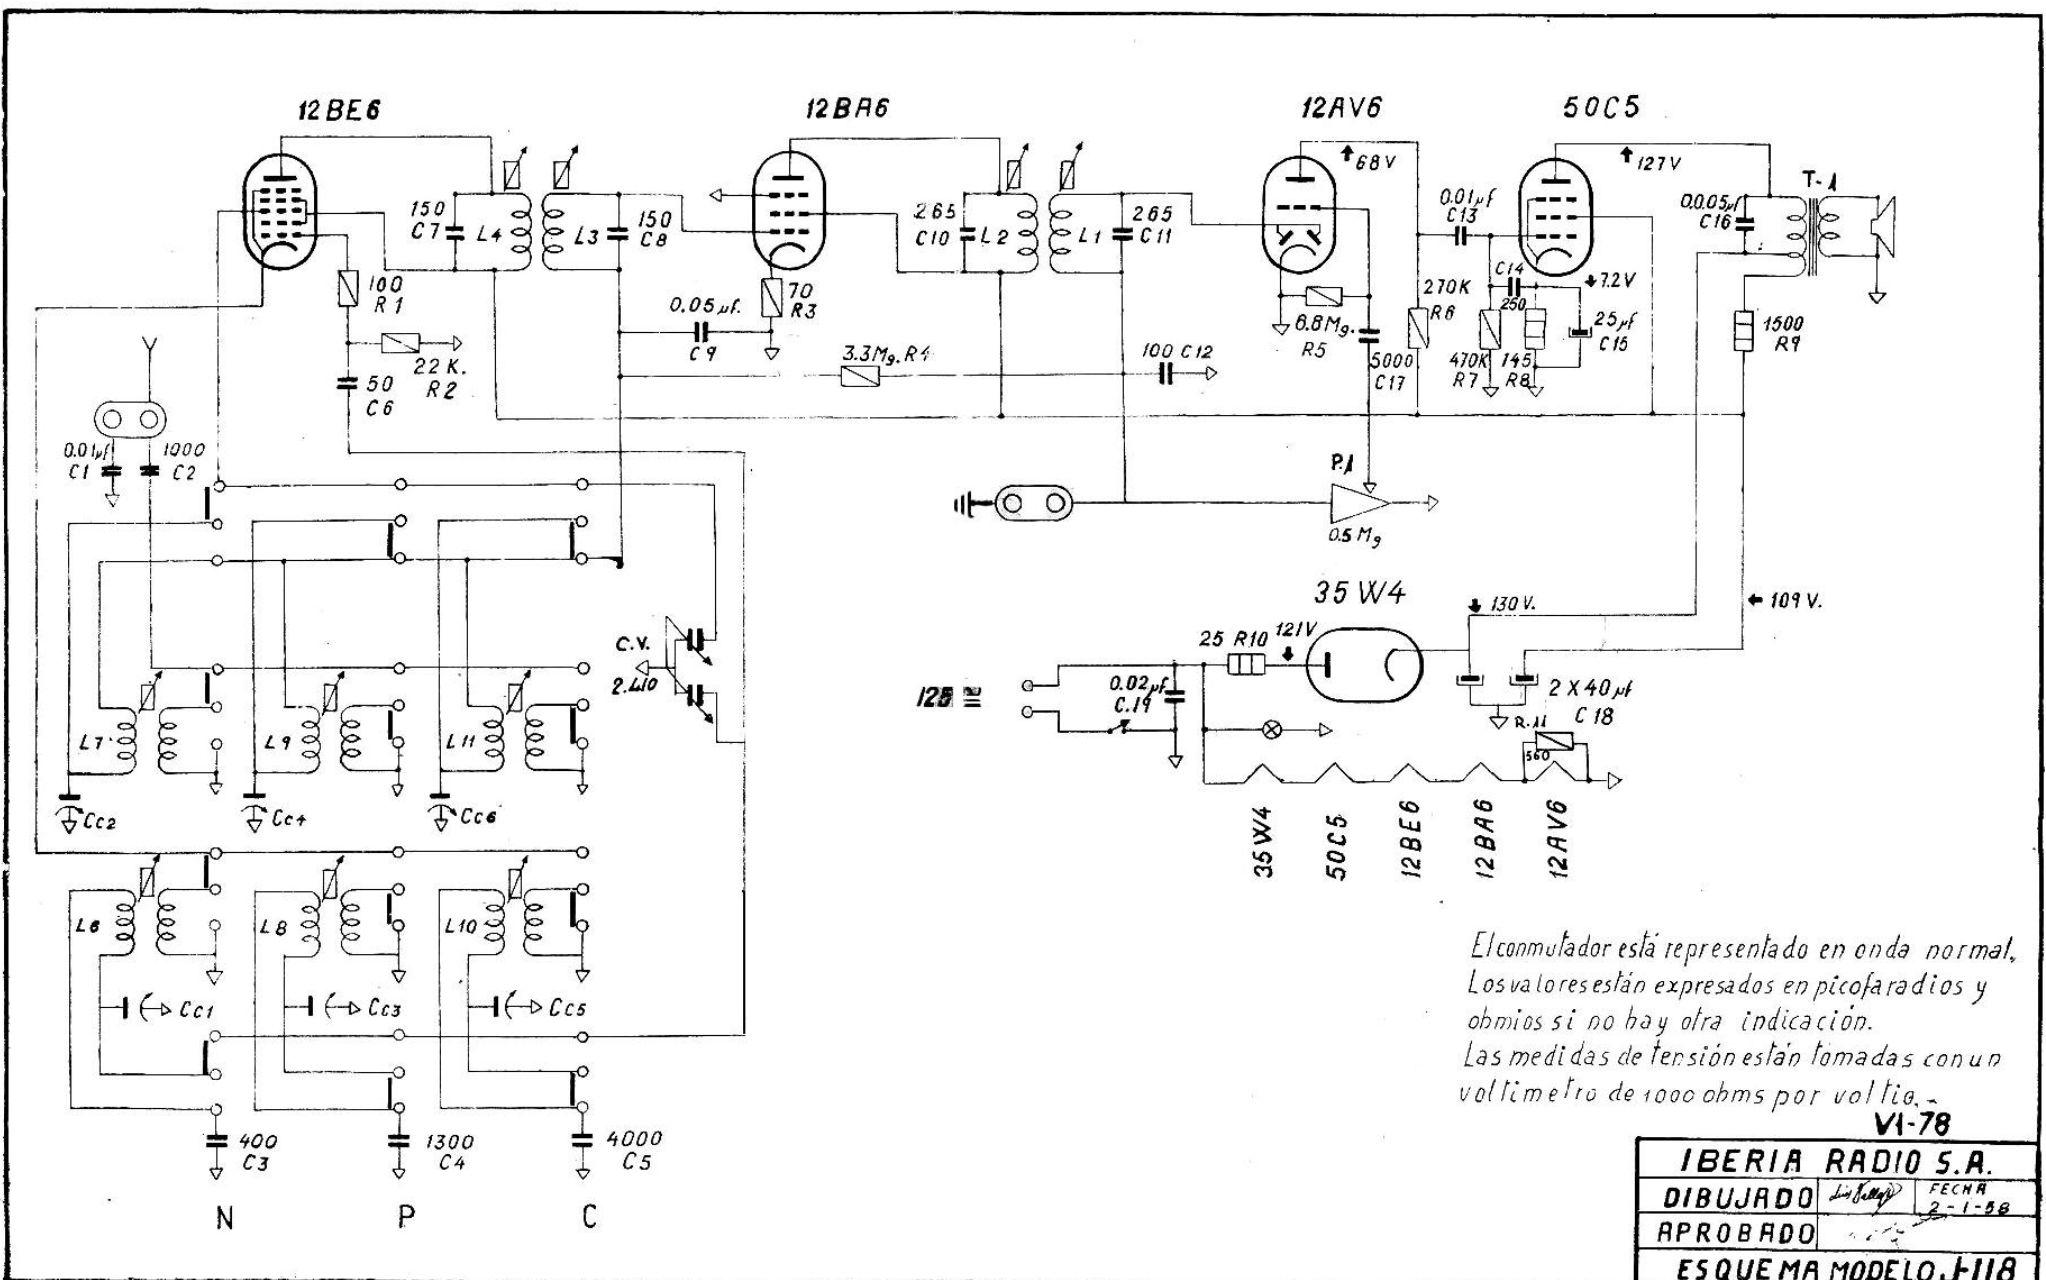 12BE6
12BA6
12AV6
50C5
68V
127V
T-1
150
C7
L4
L3
150
C8
265
C10
L2
L1
265
C11
0.01µf
C13
0.005µf
C16
100
R1
0.05µf.
C9
70
R3
22K.
R2
50
C6
3.3Mg. R4
100 C12
6.8Mg.
R5
5000
C17
270K
R6
C14
250
7.2V
470K
R7
145
R8
25µf
C15
1500
R9
0.01µf
C1
1000
C2
P.1
0.5Mg
C.V.
2.410
35W4
130V.
109V.
25 R10
121V
125
0.02µf
C.19
2X40µf
C18
R.11
560
35W4
50C5
12BE6
12BA6
12AV6
L7
L9
L11
Cc2
Cc4
Cc6
L6
L8
L10
Cc1
Cc3
Cc5
400
C3
1300
C4
4000
C5
N
P
C
El conmutador está representado en onda normal,
Los valores están expresados en picofaradios y
ohmios si no hay otra indicación.
Las medidas de tensión están tomadas con un
voltimetro de 1000 ohms por voltio.-
VI-78
IBERIA RADIO S.A.
DIBUJADO
FECHA
2-1-58
APROBADO
ESQUEMA MODELO I-118